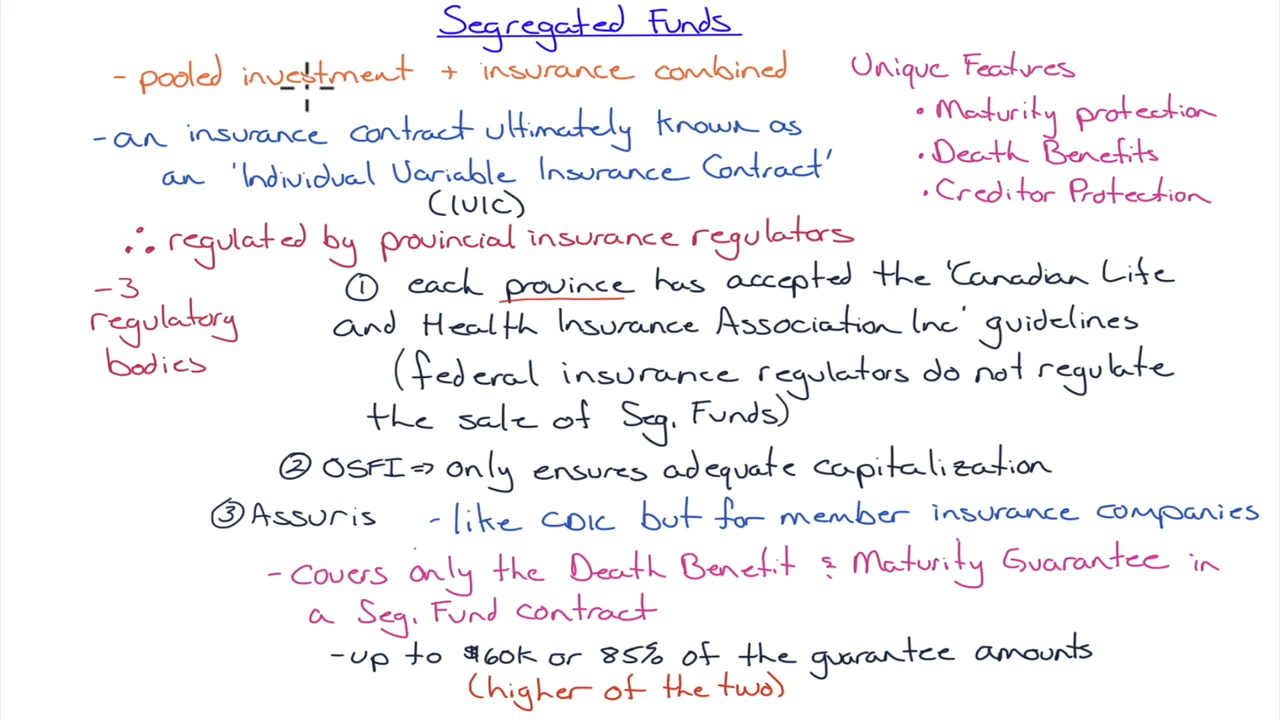 Segregated Funds
- pooled investment + insurance combined
- an insurance contract ultimately known as
an 'Individual Variable Insurance Contract'
(IVIC)
Unique Features
• Maturity protection
• Death Benefits
• Creditor Protection
∴ regulated by provincial insurance regulators
- 3
regulatory
bodies
① each province has accepted the 'Canadian Life
and Health Insurance Association Inc' guidelines
(federal insurance regulators do not regulate
the sale of Seg. Funds)
② OSFI => only ensures adequate capitalization
③ Assuris - like CDIC but for member insurance companies
- covers only the Death Benefit & Maturity Guarantee in
a Seg. Fund contract
- up to $60K or 85% of the guarantee amounts
(higher of the two)